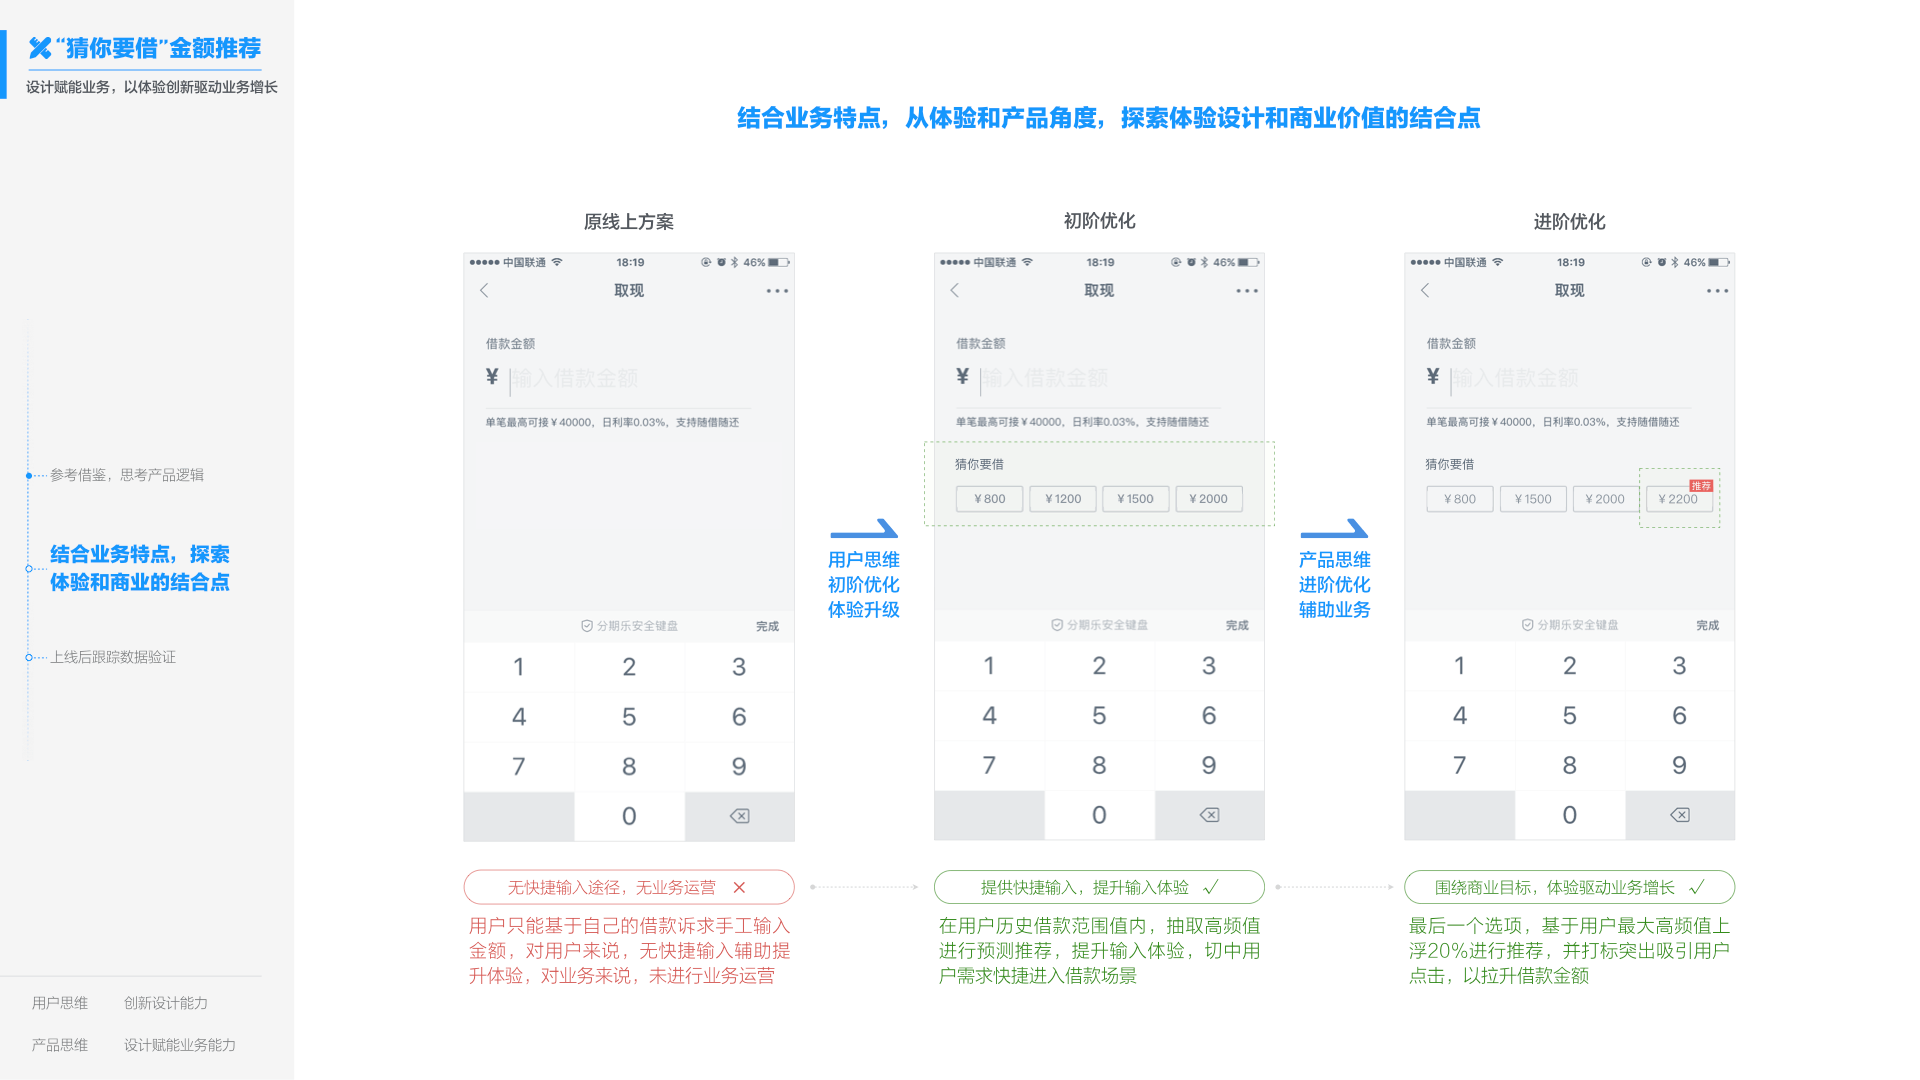 “猜你要借”金额推荐
设计赋能业务，以体验创新驱动业务增长
参考借鉴，思考产品逻辑
结合业务特点，探索
体验和商业的结合点
上线后跟踪数据验证
用户思维 创新设计能力
产品思维 设计赋能业务能力
结合业务特点，从体验和产品角度，探索体验设计和商业价值的结合点
原线上方案
中国联通 18:19 46%
取现
借款金额
¥ 输入借款金额
单笔最高可接￥40000，日利率0.03%，支持随借随还
分期乐安全键盘 完成
1 2 3
4 5 6
7 8 9
0
无快捷输入途径，无业务运营
用户只能基于自己的借款诉求手工输入
金额，对用户来说，无快捷输入辅助提
升体验，对业务来说，未进行业务运营
用户思维
初阶优化
体验升级
初阶优化
中国联通 18:19 46%
取现
借款金额
¥ 输入借款金额
单笔最高可接￥40000，日利率0.03%，支持随借随还
猜你要借
￥800 ￥1200 ￥1500 ￥2000
分期乐安全键盘 完成
1 2 3
4 5 6
7 8 9
0
提供快捷输入，提升输入体验
在用户历史借款范围值内，抽取高频值
进行预测推荐，提升输入体验，切中用
户需求快捷进入借款场景
产品思维
进阶优化
辅助业务
进阶优化
中国联通 18:19 46%
取现
借款金额
¥ 输入借款金额
单笔最高可接￥40000，日利率0.03%，支持随借随还
猜你要借
推荐
￥800 ￥1500 ￥2000 ￥2200
分期乐安全键盘 完成
1 2 3
4 5 6
7 8 9
0
围绕商业目标，体验驱动业务增长
最后一个选项，基于用户最大高频值上
浮20%进行推荐，并打标突出吸引用户
点击，以拉升借款金额